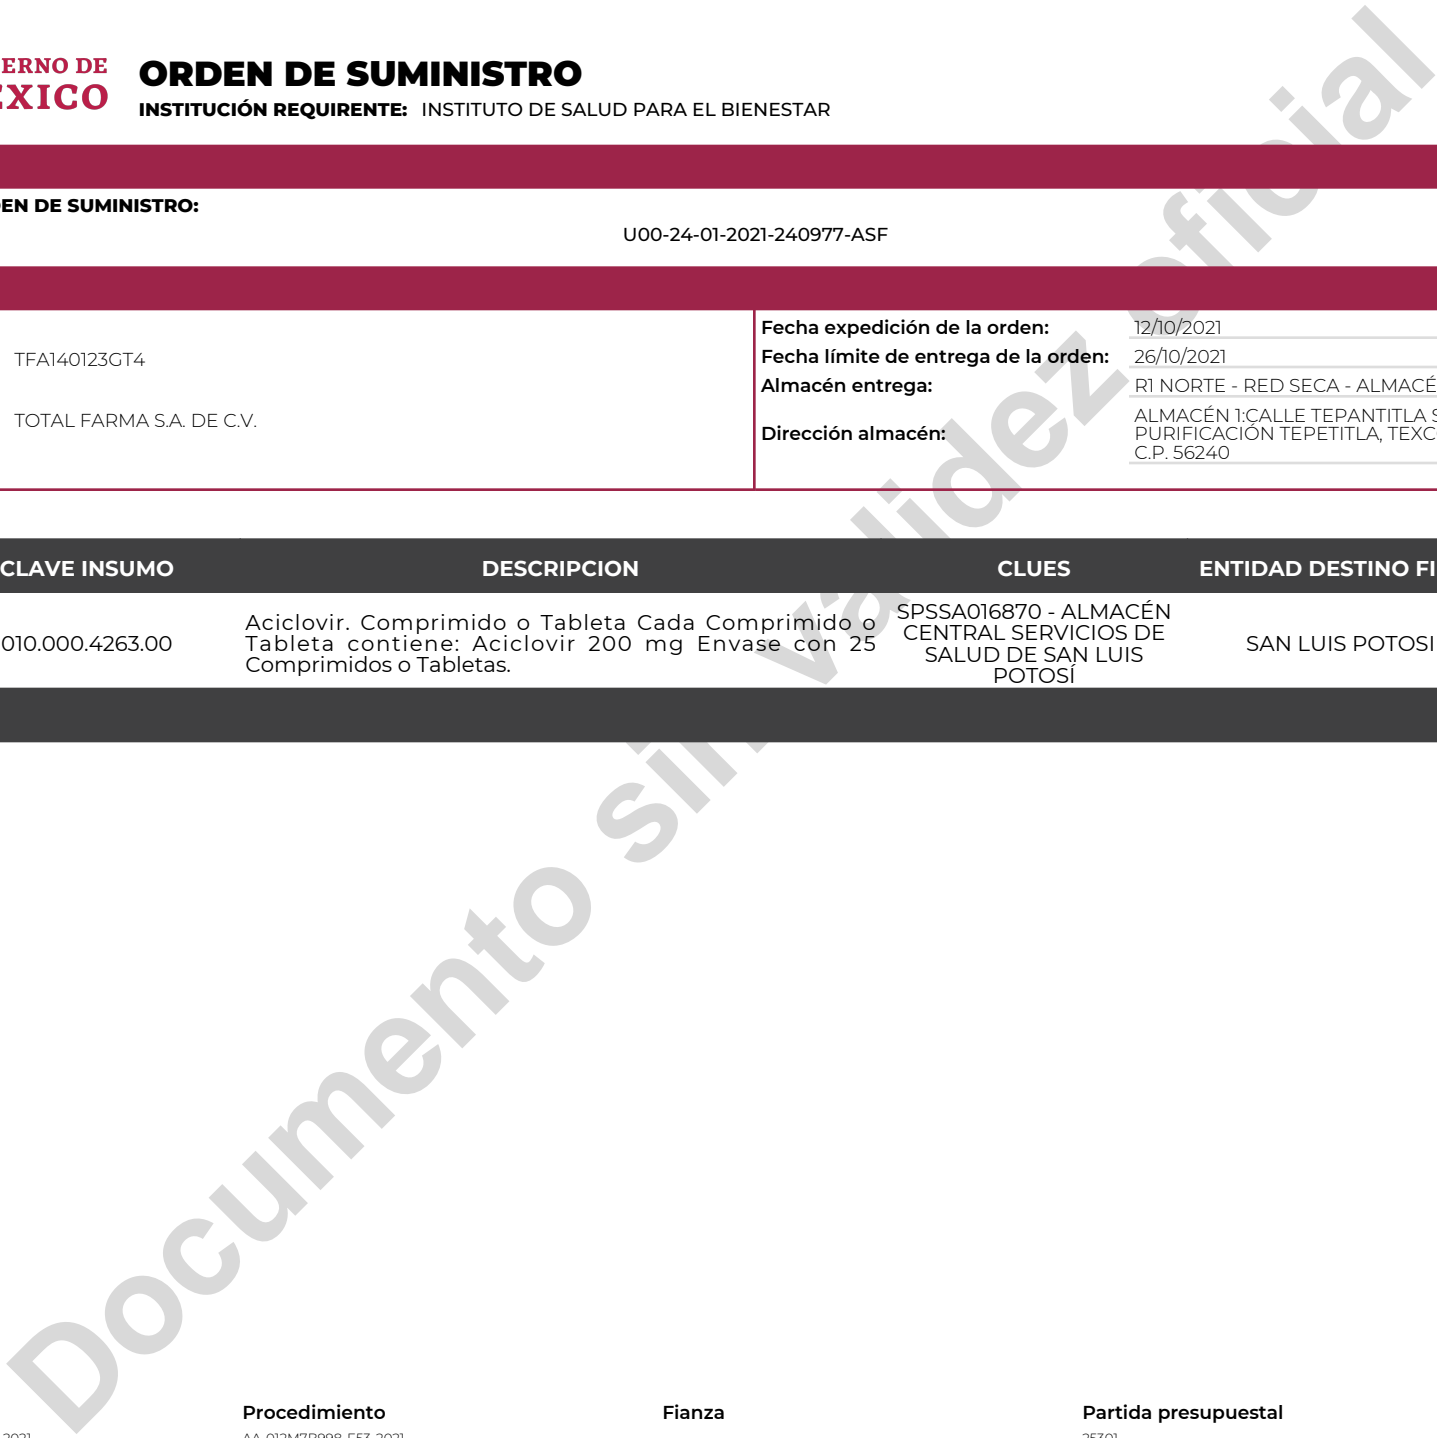 ERNO DE
ÉXICO
ORDEN DE SUMINISTRO
INSTITUCIÓN REQUIRENTE: INSTITUTO DE SALUD PARA EL BIENESTAR
EN DE SUMINISTRO:
U00-24-01-2021-240977-ASF
TFA140123GT4
TOTAL FARMA S.A. DE C.V.
Fecha expedición de la orden: 12/10/2021
Fecha límite de entrega de la orden: 26/10/2021
Almacén entrega: R1 NORTE - RED SECA - ALMACÉ
Dirección almacén:
ALMACÉN 1:CALLE TEPANTITLA S
PURIFICACIÓN TEPETITLA, TEXC
C.P. 56240
CLAVE INSUMO DESCRIPCION CLUES ENTIDAD DESTINO FI
010.000.4263.00
Aciclovir. Comprimido o Tableta Cada Comprimido o
Tableta contiene: Aciclovir 200 mg Envase con 25
Comprimidos o Tabletas.
SPSSA016870 - ALMACÉN
CENTRAL SERVICIOS DE
SALUD DE SAN LUIS
POTOSÍ
SAN LUIS POTOSI
Documento sin validez oficial
Procedimiento Fianza Partida presupuestal